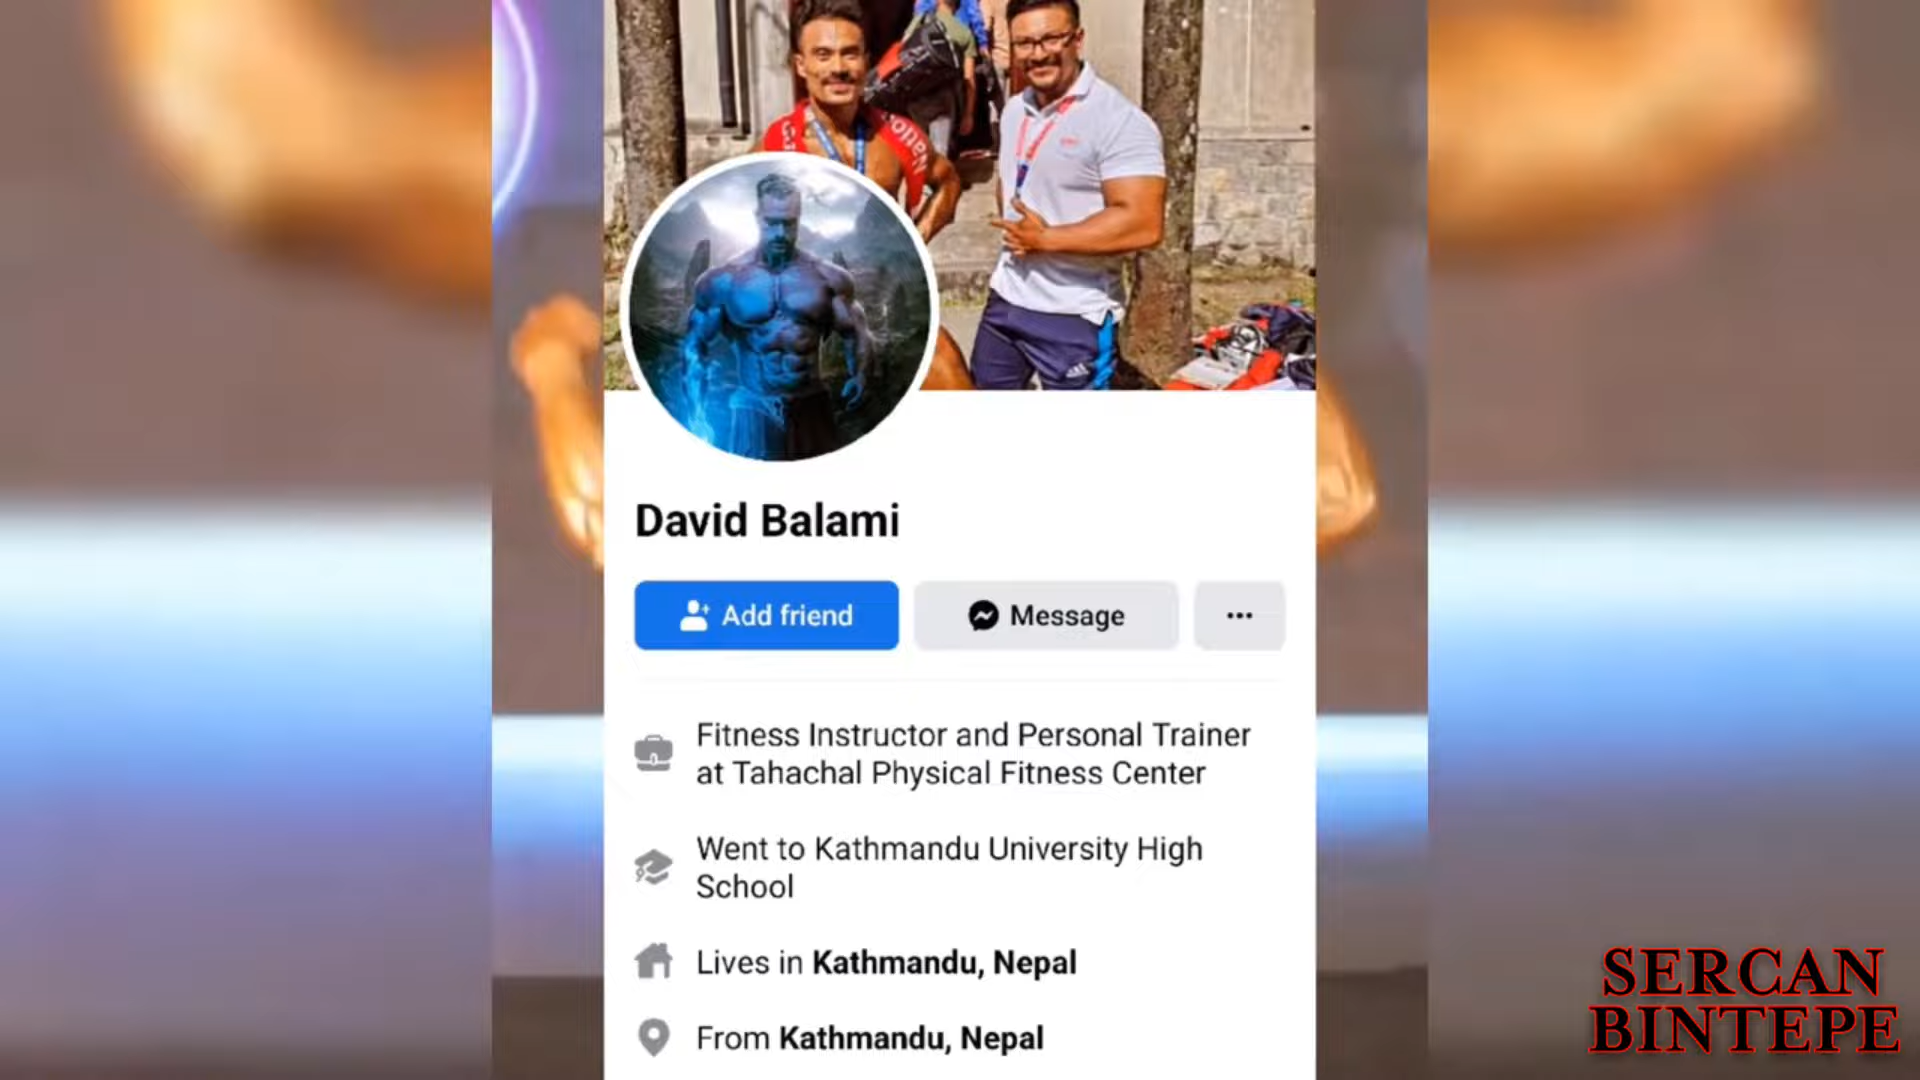 Nation
David Balami
Add friend
Message
Fitness Instructor and Personal Trainer
at Tahachal Physical Fitness Center
Went to Kathmandu University High
School
Lives in Kathmandu, Nepal
From Kathmandu, Nepal
SERCAN
BINTEPE